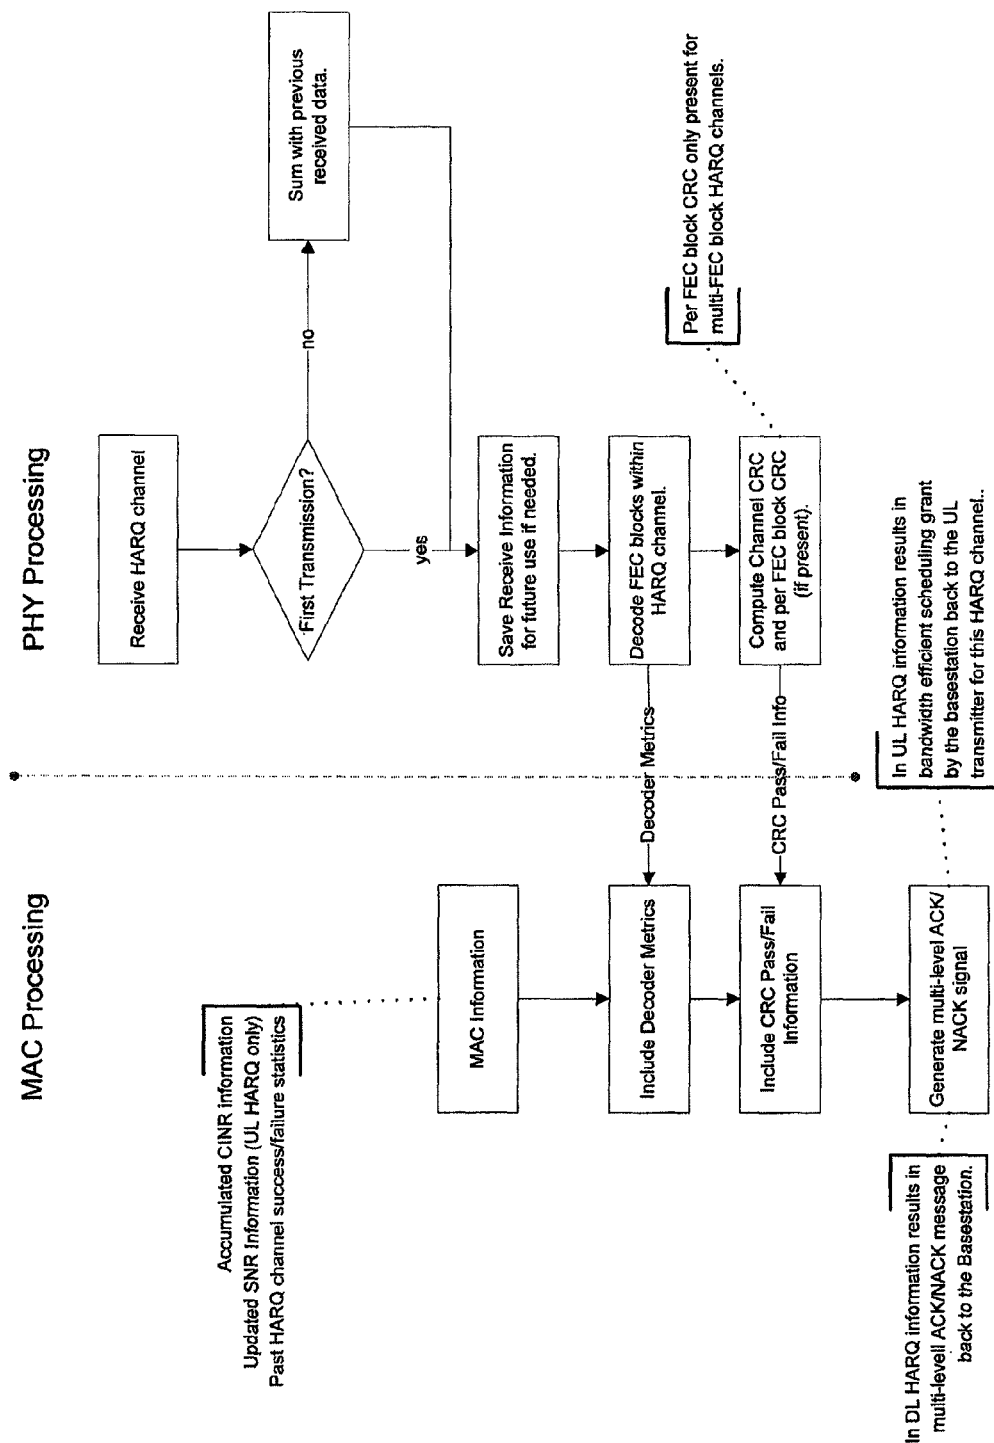 MAC Processing
PHY Processing
Accumulated CINR information
Updated SNR Information (UL HARQ only)
Past HARQ channel success/failure statistics
MAC Information
Include Decoder Metrics
Include CRC Pass/Fail
Information
Generate multi-level ACK/
NACK signal
In DL HARQ information results in
multi-levell ACK/NACK message
back to the Basestation.
Receive HARQ channel
First Transmission?
no
yes
Sum with previous
received data.
Save Receive Information
for future use if needed.
Decode FEC blocks within
HARQ channel.
Decoder Metrics
Compute Channel CRC
and per FEC block CRC
(if present).
CRC Pass/Fail Info
Per FEC block CRC only present for
multi-FEC block HARQ channels.
In UL HARQ information results in
bandwidth efficient scheduling grant
by the basestation back to the UL
transmitter for this HARQ channel..